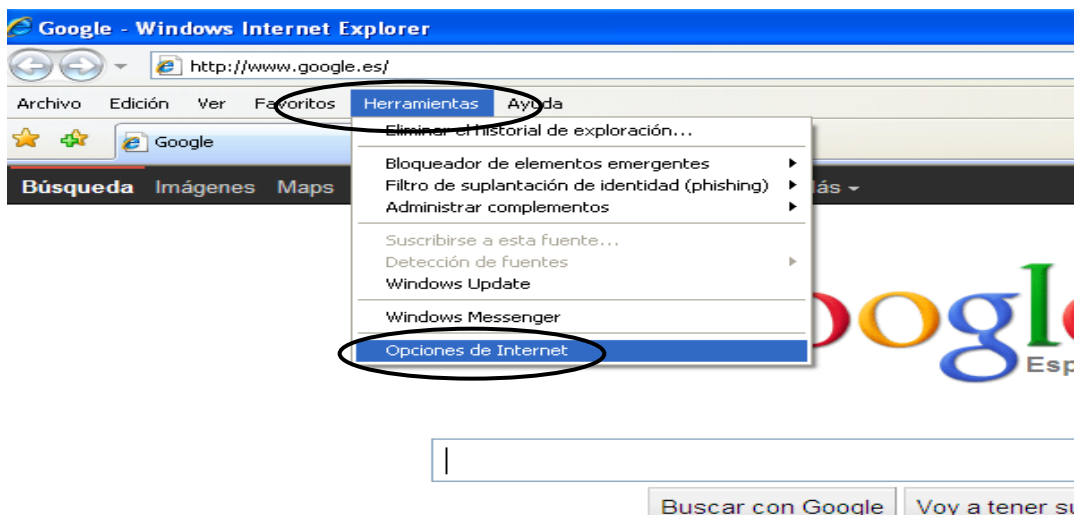 Google - Windows Internet Explorer
http://www.google.es/
Archivo Edición Ver Favoritos Herramientas Ayuda
Google
Eliminar el historial de exploración...
Bloqueador de elementos emergentes
Filtro de suplantación de identidad (phishing)
Administrar complementos
Suscribirse a esta fuente...
Detección de fuentes
Windows Update
Windows Messenger
Opciones de Internet
Búsqueda Imágenes Maps
Buscar con Google Voy a tener